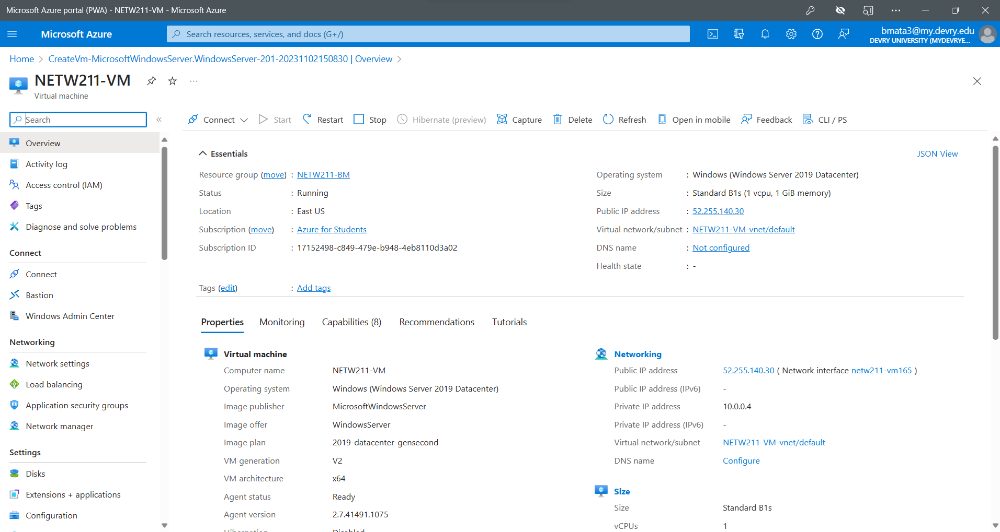 Microsoft Azure portal (PWA) - NETW211-VM - Microsoft Azure
Microsoft Azure
Search resources, services, and docs (G+/)
bmata3@my.devry.edu
DEVRY UNIVERSITY (MYDEVRYE...
Home > CreateVm-MicrosoftWindowsServer.WindowsServer-201-20231102150830 | Overview >
NETW211-VM
Virtual machine
Search
Connect
Start
Restart
Stop
Hibernate (preview)
Capture
Delete
Refresh
Open in mobile
Feedback
CLI / PS
Overview
Activity log
Access control (IAM)
Tags
Diagnose and solve problems
Connect
Connect
Bastion
Windows Admin Center
Networking
Network settings
Load balancing
Application security groups
Network manager
Settings
Disks
Extensions + applications
Configuration
Essentials
JSON View
Resource group (move) : NETW211-BM
Status : Running
Location : East US
Subscription (move) : Azure for Students
Subscription ID : 17152498-c849-479e-b948-4eb8110d3a02
Operating system : Windows (Windows Server 2019 Datacenter)
Size : Standard B1s (1 vcpu, 1 GiB memory)
Public IP address : 52.255.140.30
Virtual network/subnet : NETW211-VM-vnet/default
DNS name : Not configured
Health state : -
Tags (edit) : Add tags
Properties
Monitoring
Capabilities (8)
Recommendations
Tutorials
Virtual machine
Computer name NETW211-VM
Operating system Windows (Windows Server 2019 Datacenter)
Image publisher MicrosoftWindowsServer
Image offer WindowsServer
Image plan 2019-datacenter-gensecond
VM generation V2
VM architecture x64
Agent status Ready
Agent version 2.7.41491.1075
Hibernation Disabled
Networking
Public IP address 52.255.140.30 ( Network interface netw211-vm165 )
Public IP address (IPv6) -
Private IP address 10.0.0.4
Private IP address (IPv6) -
Virtual network/subnet NETW211-VM-vnet/default
DNS name Configure
Size
Size Standard B1s
vCPUs 1